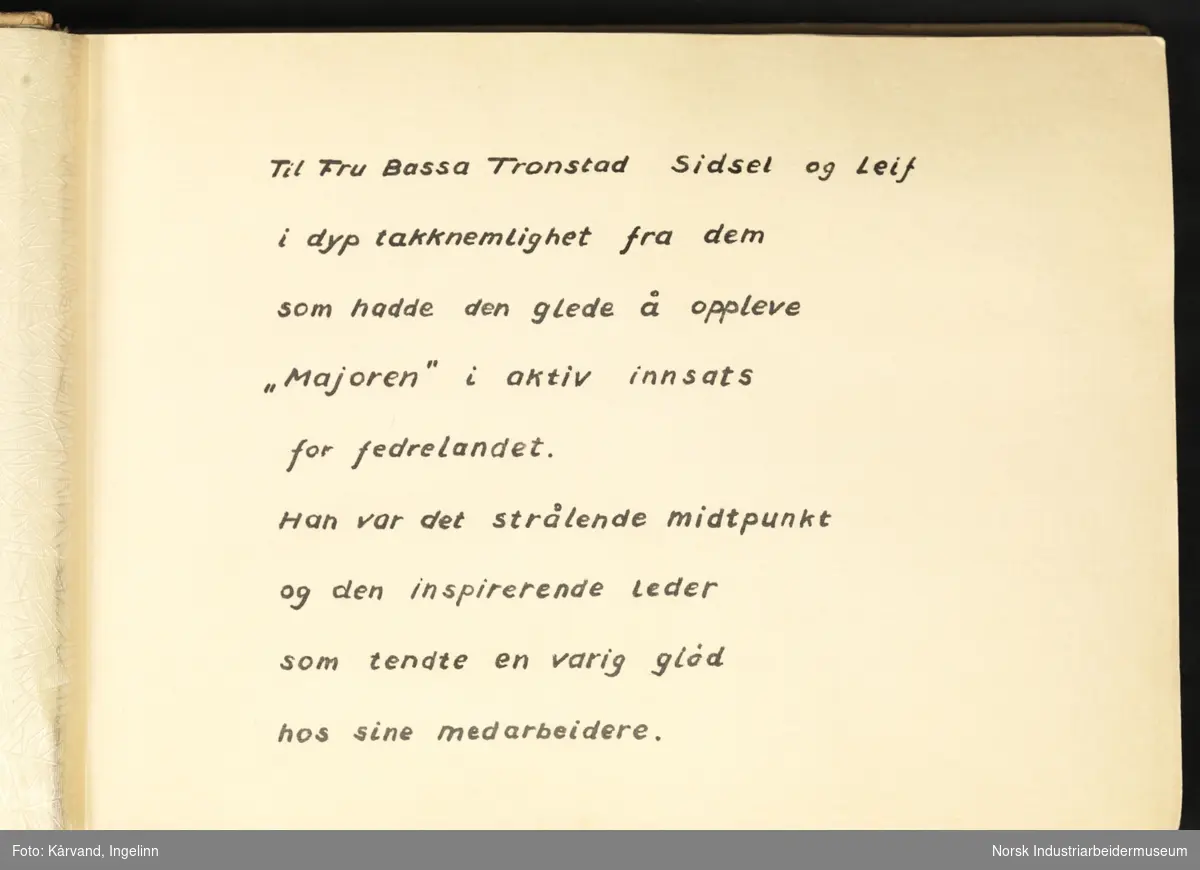 Til Fru Bassa Tronstad Sidsel og Leif
i dyp takknemlighet fra dem
som hadde den glede å oppleve
„Majoren" i aktiv innsats
for fedrelandet.
Han var det strålende midtpunkt
og den inspirerende leder
som tendte en varig glód
hos sine medarbeidere.
Foto: Kårvand, Ingelinn
Norsk Industriarbeidermuseum